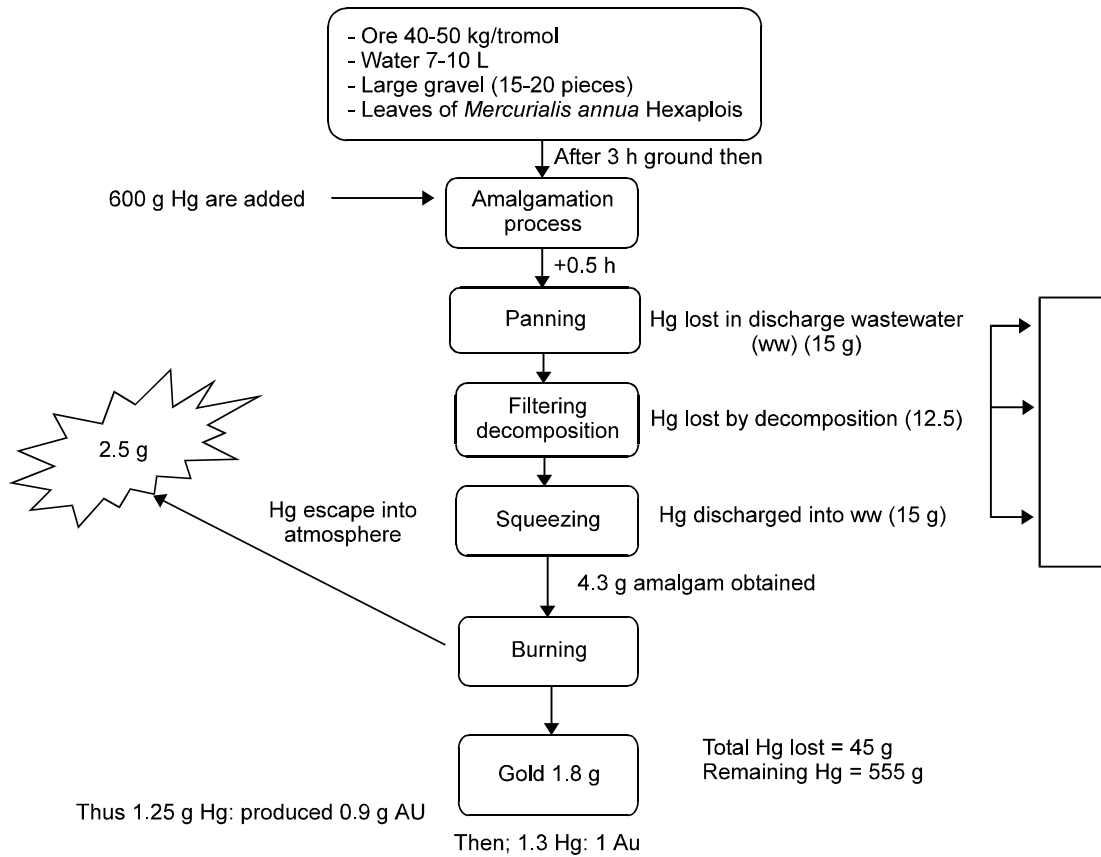 - Ore 40-50 kg/tromol
- Water 7-10 L
- Large gravel (15-20 pieces)
- Leaves of Mercurialis annua Hexaplois
After 3 h ground then
600 g Hg are added
Amalgamation
process
+0.5 h
Panning
Hg lost in discharge wastewater
(ww) (15 g)
Filtering
decomposition
Hg lost by decomposition (12.5)
2.5 g
Hg escape into
atmosphere
Squeezing
Hg discharged into ww (15 g)
4.3 g amalgam obtained
Burning
Gold 1.8 g
Total Hg lost = 45 g
Remaining Hg = 555 g
Thus 1.25 g Hg: produced 0.9 g AU
Then; 1.3 Hg: 1 Au